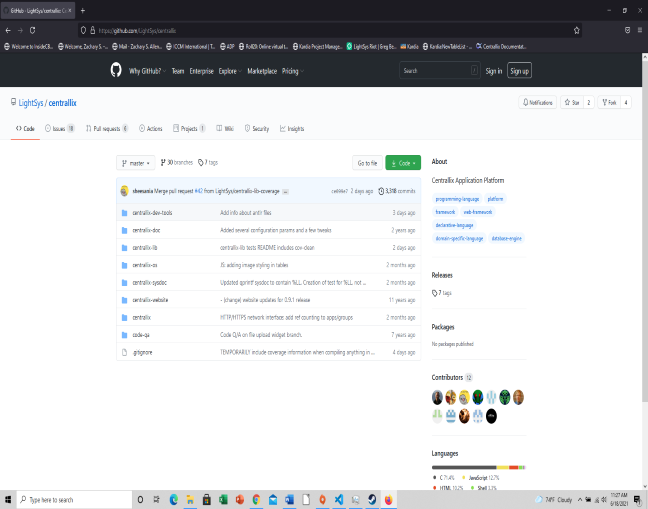 GitHub - LightSys/centrallix: Ce
https://github.com/LightSys/centrallix
Welcome to InsideCB...
Welcome, Zachary S. -...
Mail - Zachary S. Allen...
ICCM International | T...
ADP
Roll20: Online virtual t...
Kardia Project Manage...
LightSys Riot | Greg Be...
Kardia
Kardia:NewTableList - ...
Centrallix Documentat...
Why GitHub?
Team
Enterprise
Explore
Marketplace
Pricing
Search
Sign in
Sign up
LightSys / centrallix
Notifications
Star 2
Fork 4
Code
Issues 18
Pull requests
Actions
Projects 1
Wiki
Security
Insights
master
30 branches
7 tags
Go to file
Code
About
Centrallix Application Platform
programming-language platform
framework web-framework
declarative-language
domain-specific-language database-engine
Merge pull request #42 from LightSys/centrallix-lib-coverage ... 2 days ago 3,318 commits
centrallix-dev-tools Add info about antlr files 3 days ago
centrallix-doc Added several configuration params and a few tweaks 2 years ago
centrallix-lib centrallix-lib tests README includes cov-clean 2 days ago
centrallix-os JS: adding image styling in tables 2 months ago
centrallix-sysdoc Updated qprintf sysdoc to contain %LL. Creation of test for %LL. not ... 2 months ago
centrallix-website - (change) website updates for 0.9.1 release 11 years ago
centrallix HTTP/HTTPS network interface: add ref counting to apps/groups 2 months ago
code-qa Code Q/A on file upload widget branch. 7 years ago
.gitignore TEMPORARILY include coverage information when compiling anything in ... 4 days ago
Releases
7 tags
Packages
No packages published
Contributors 12
Languages
C 71.4% JavaScript 12.7%
HTML 10.2% Shell 3.3%
Type here to search
74°F Cloudy
11:27 AM
6/18/2021